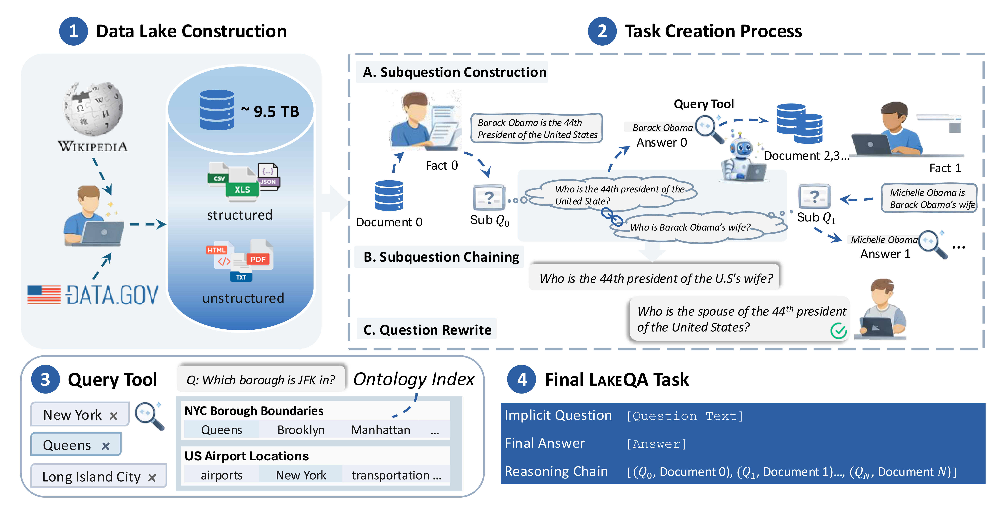 1 Data Lake Construction
WIKIPEDIA
DATA.GOV
~ 9.5 TB
CSV
XLS
{...}
JSON
structured
HTML
</>
PDF
TXT
unstructured
2 Task Creation Process
A. Subquestion Construction
Document 0
Fact 0
Barack Obama is the 44th
President of the United States
Sub Q₀
?
Who is the 44th president of the
United State?
Barack Obama
Answer 0
Query Tool
Document 2,3...
Fact 1
Michelle Obama is
Barack Obama's wife
?
Sub Q₁
Who is Barack Obama's wife?
Michelle Obama
Answer 1
...
B. Subquestion Chaining
Who is the 44th president of the U.S's wife?
C. Question Rewrite
Who is the spouse of the 44ᵗʰ president
of the United States?
3 Query Tool
New York ×
Queens ×
Long Island City ×
Q: Which borough is JFK in?
Ontology Index
NYC Borough Boundaries
Queens Brooklyn Manhattan ...
US Airport Locations
airports New York transportation ...
4 Final LAKEQA Task
Implicit Question [Question Text]
Final Answer [Answer]
Reasoning Chain [(Q₀, Document 0), (Q₁, Document 1)..., (Q_N, Document N)]